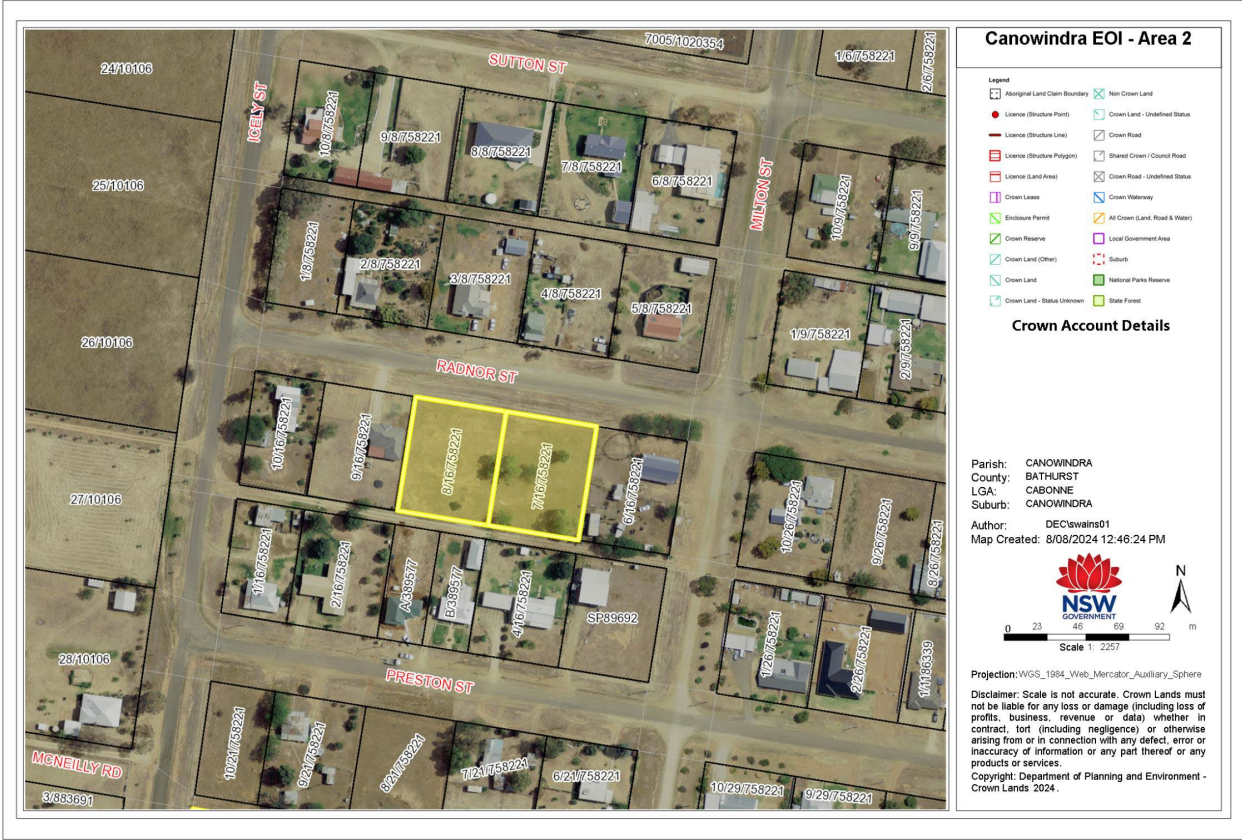 Canowindra EOI - Area 2
Legend
Aboriginal Land Claim Boundary
Licence (Structure Point)
Licence (Structure Line)
Licence (Structure Polygon)
Licence (Land Area)
Crown Lease
Enclosure Permit
Crown Reserve
Crown Land (Other)
Crown Land
Crown Land - Status Unknown
Non Crown Land
Crown Land - Undefined Status
Crown Road
Shared Crown / Council Road
Crown Road - Undefined Status
Crown Waterway
All Crown (Land, Road & Water)
Local Government Area
Suburb
National Parks Reserve
State Forest
Crown Account Details
Parish: CANOWINDRA
County: BATHURST
LGA: CABONNE
Suburb: CANOWINDRA
Author: DEC\swains01
Map Created: 8/08/2024 12:46:24 PM
NSW
GOVERNMENT
N
0 23 46 69 92 m
Scale 1: 2257
Projection: WGS_1984_Web_Mercator_Auxiliary_Sphere
Disclaimer: Scale is not accurate. Crown Lands must
not be liable for any loss or damage (including loss of
profits, business, revenue or data) whether in
contract, tort (including negligence) or otherwise
arising from or in connection with any defect, error or
inaccuracy of information or any part thereof or any
products or services.
Copyright: Department of Planning and Environment -
Crown Lands 2024.
24/10106
25/10106
26/10106
27/10106
28/10106
MCNEILLY RD
3/883691
ICELY ST
SUTTON ST
7005/1020354
1/6/758221
2/6/758221
10/8/758221
9/8/758221
8/8/758221
7/8/758221
6/8/758221
MILTON ST
10/9/758221
9/9/758221
1/8/758221
2/8/758221
3/8/758221
4/8/758221
5/8/758221
1/9/758221
2/9/758221
RADNOR ST
10/16/758221
9/16/758221
8/16/758221
7/16/758221
6/16/758221
10/26/758221
9/26/758221
8/26/758221
1/16/758221
2/16/758221
A/389577
B/389577
4/16/758221
SP89692
1/26/758221
2/26/758221
1/1186339
PRESTON ST
10/21/758221
9/21/758221
8/21/758221
7/21/758221
6/21/758221
10/29/758221
9/29/758221